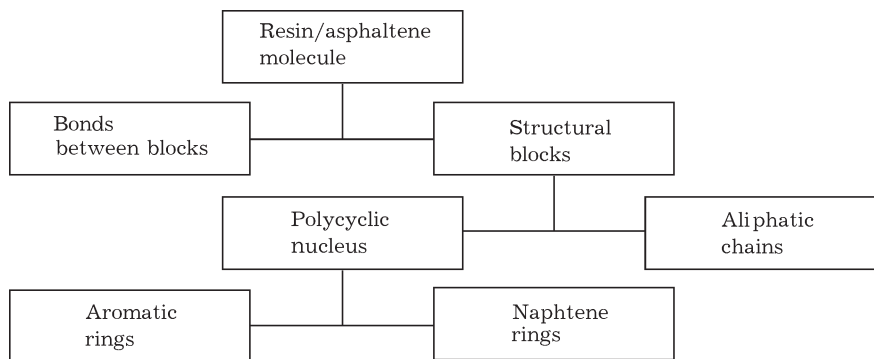 Resin/asphaltene
molecule
Bonds
between blocks
Structural
blocks
Polycyclic
nucleus
Aliphatic
chains
Aromatic
rings
Naphtene
rings